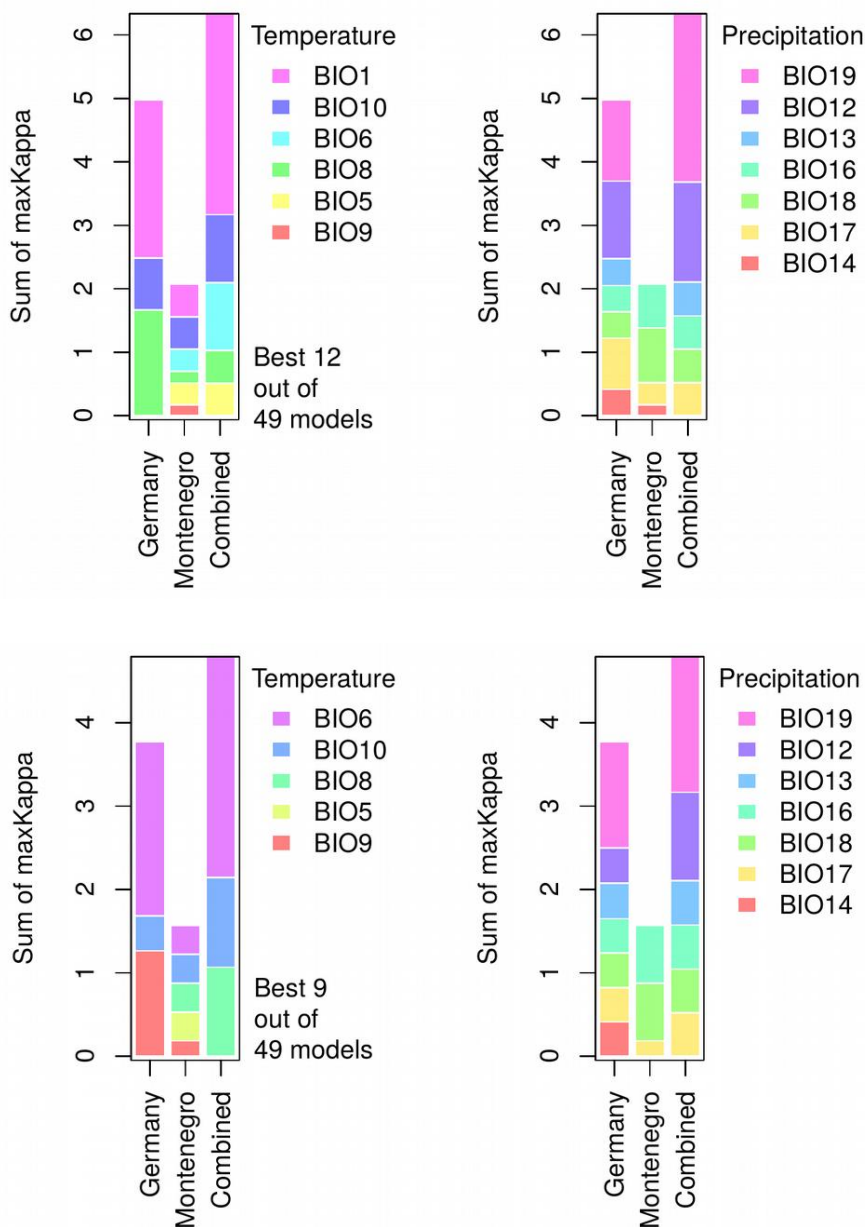 Temperature
BIO1
BIO10
BIO6
BIO8
BIO5
BIO9
Best 12
out of
49 models
Sum of maxKappa
0
1
2
3
4
5
6
Germany
Montenegro
Combined
Precipitation
BIO19
BIO12
BIO13
BIO16
BIO18
BIO17
BIO14
Sum of maxKappa
0
1
2
3
4
5
6
Germany
Montenegro
Combined
Temperature
BIO6
BIO10
BIO8
BIO5
BIO9
Best 9
out of
49 models
Sum of maxKappa
0
1
2
3
4
Germany
Montenegro
Combined
Precipitation
BIO19
BIO12
BIO13
BIO16
BIO18
BIO17
BIO14
Sum of maxKappa
0
1
2
3
4
Germany
Montenegro
Combined